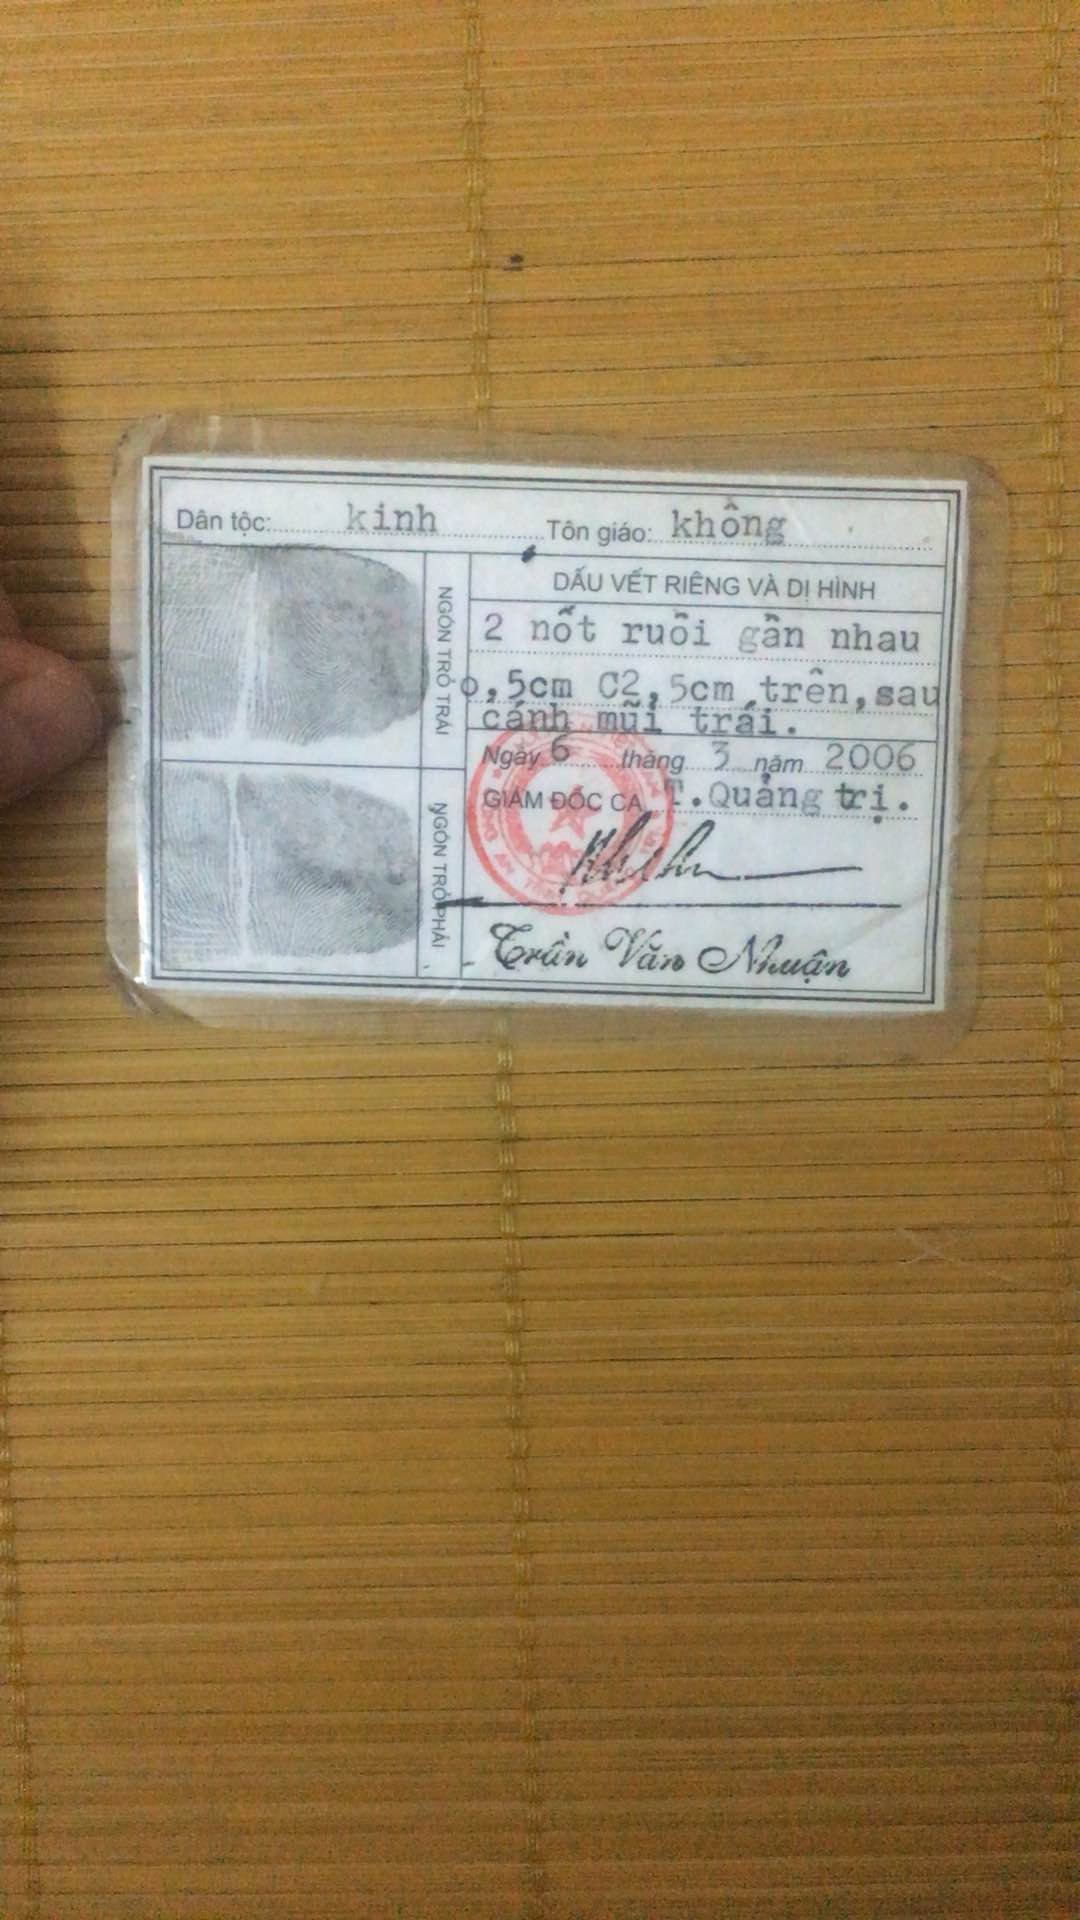 Dân tộc: kinh Tôn giáo: không
NGÓN TRỎ TRÁI
DẤU VẾT RIÊNG VÀ DỊ HÌNH
2 nốt ruồi gần nhau
0,5cm C2,5cm trên,sau
cánh mũi trái.
Ngày 6 tháng 3 năm 2006
GIÁM ĐỐC CA T.Quảng trị.
NGÓN TRỎ PHẢI
Trần Văn Nhuận